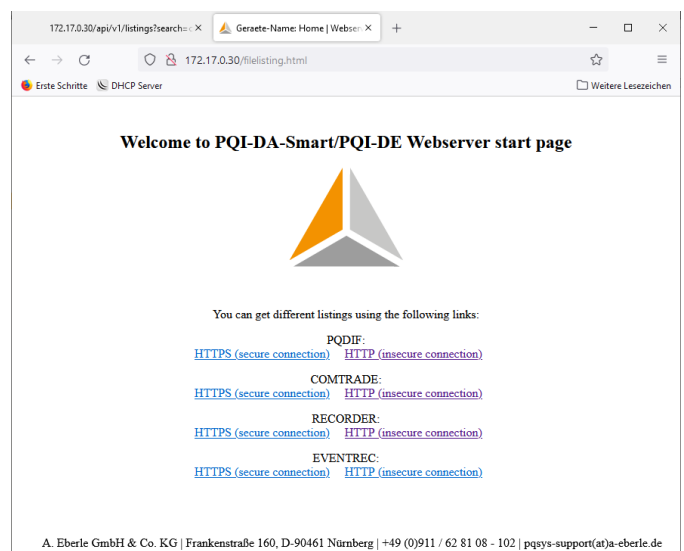 172.17.0.30/api/v1/listings?search=c
Geraete-Name: Home | Webser
172.17.0.30/filelisting.html
Erste Schritte
DHCP Server
Weitere Lesezeichen
Welcome to PQI-DA-Smart/PQI-DE Webserver start page
You can get different listings using the following links:
PQDIF:
HTTPS (secure connection) HTTP (insecure connection)
COMTRADE:
HTTPS (secure connection) HTTP (insecure connection)
RECORDER:
HTTPS (secure connection) HTTP (insecure connection)
EVENTREC:
HTTPS (secure connection) HTTP (insecure connection)
A. Eberle GmbH & Co. KG | Frankenstraße 160, D-90461 Nürnberg | +49 (0)911 / 62 81 08 - 102 | pqsys-support(at)a-eberle.de